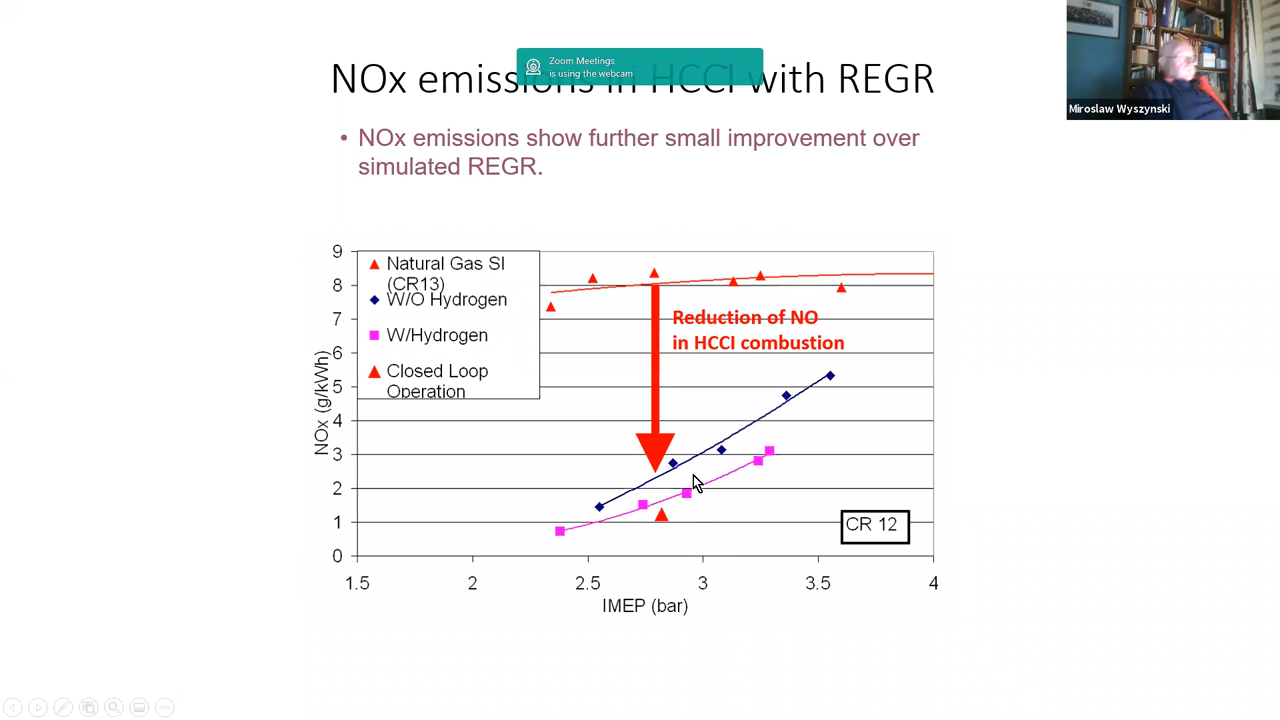 Zoom Meetings
is using the webcam
NOx emissions in HCCI with REGR
Miroslaw Wyszynski
• NOx emissions show further small improvement over
simulated REGR.
Natural Gas SI
(CR13)
W/O Hydrogen
W/Hydrogen
Closed Loop
Operation
Reduction of NO
in HCCI combustion
NOx (g/kWh)
9
8
7
6
5
4
3
2
1
0
CR 12
1.5 2 2.5 3 3.5 4
IMEP (bar)